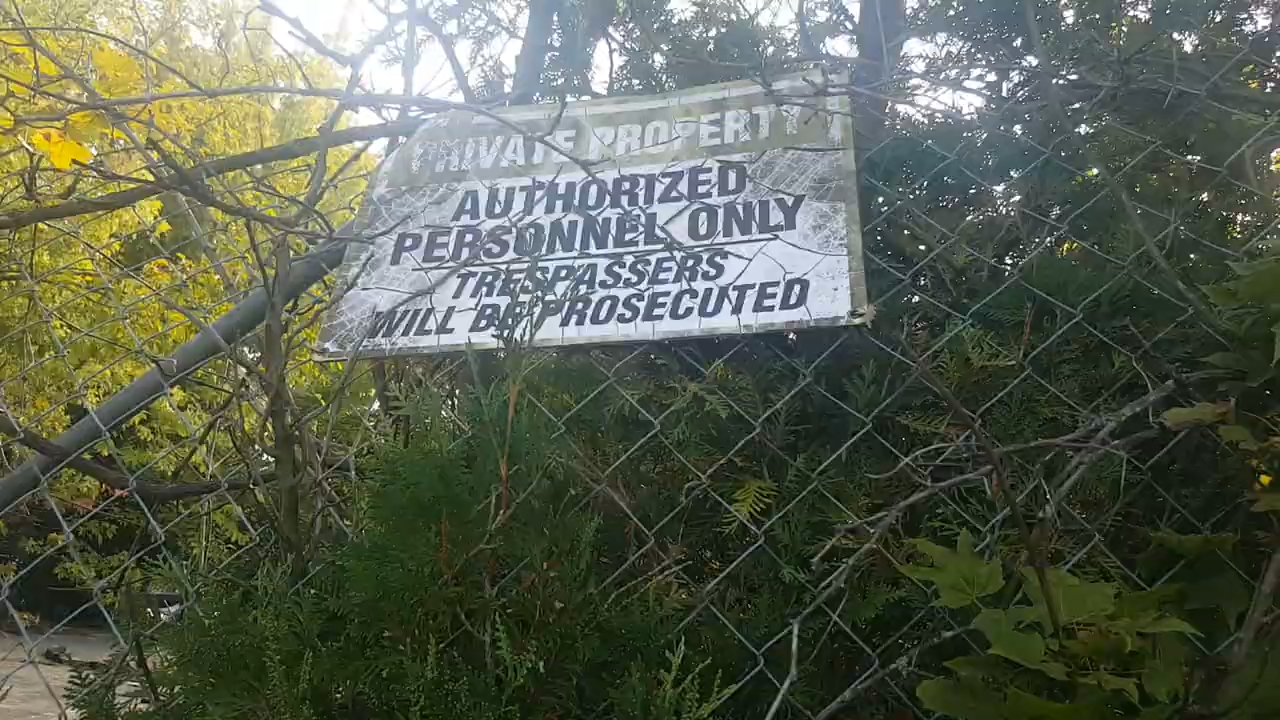 PRIVATE PROPERTY
AUTHORIZED
PERSONNEL ONLY
TRESPASSERS
WILL BE PROSECUTED